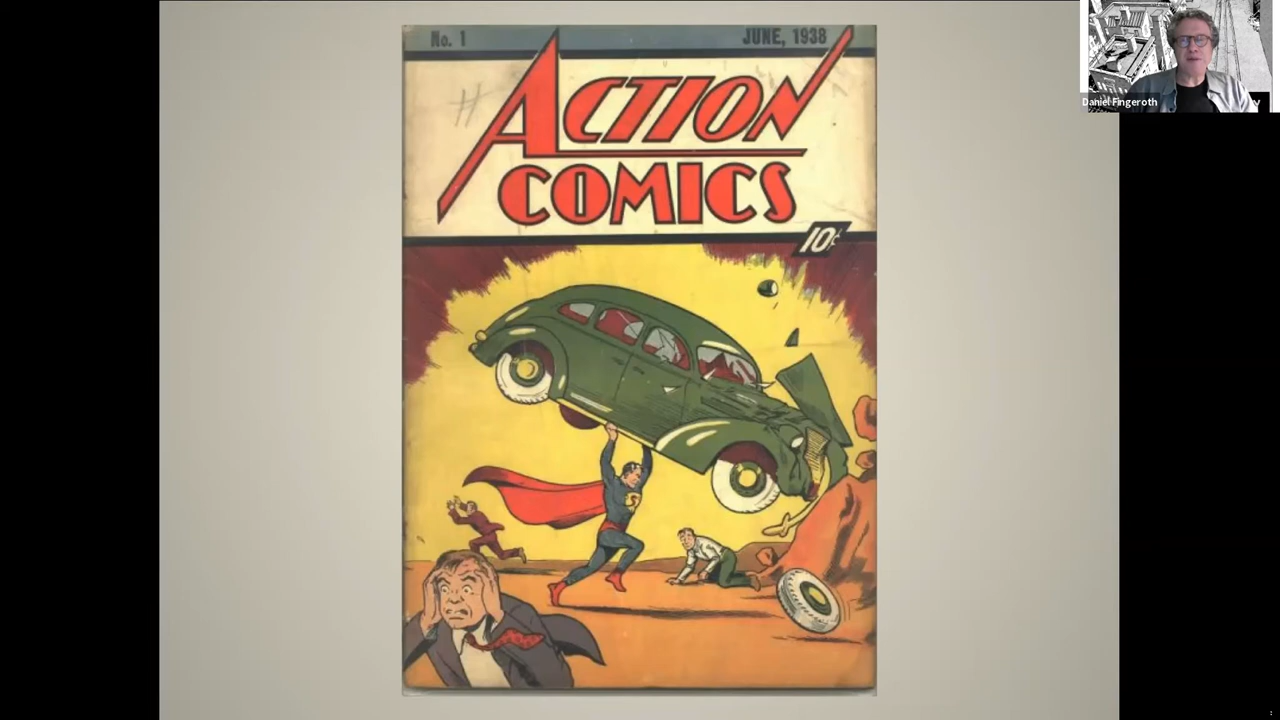 No. 1
JUNE, 1938
ACTION
COMICS
10¢
S
Daniel Fingeroth